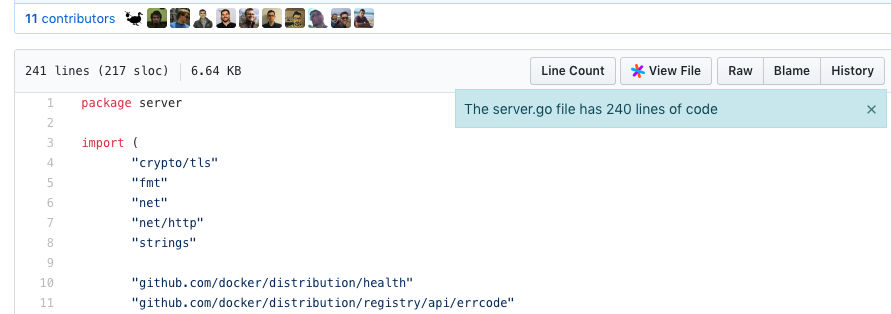 11 contributors
241 lines (217 sloc) 6.64 KB Line Count View File Raw Blame History
The server.go file has 240 lines of code ×
1 package server
2
3 import (
4 "crypto/tls"
5 "fmt"
6 "net"
7 "net/http"
8 "strings"
9
10 "github.com/docker/distribution/health"
11 "github.com/docker/distribution/registry/api/errcode"